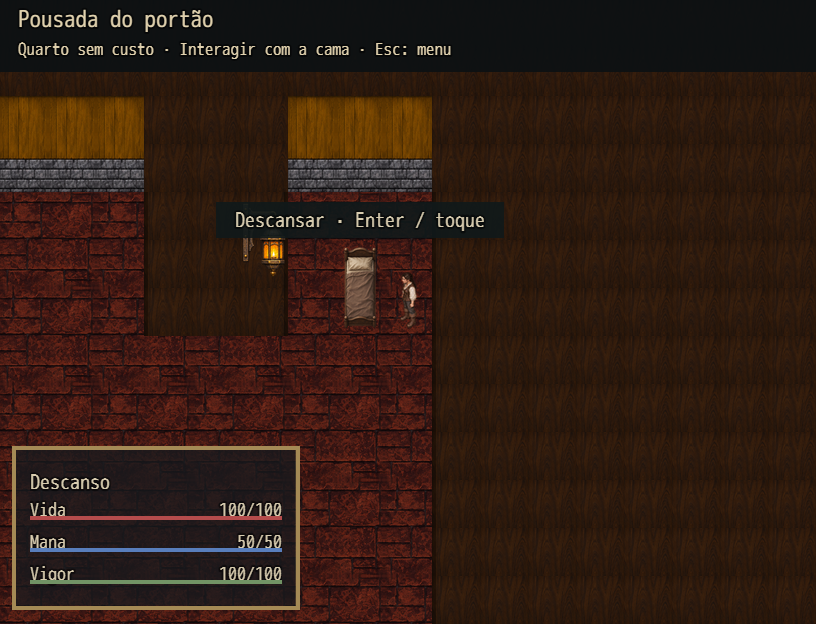 Pousada do portão
Quarto sem custo · Interagir com a cama · Esc: menu
Descansar · Enter / toque
Descanso
Vida 100/100
Mana 50/50
Vigor 100/100